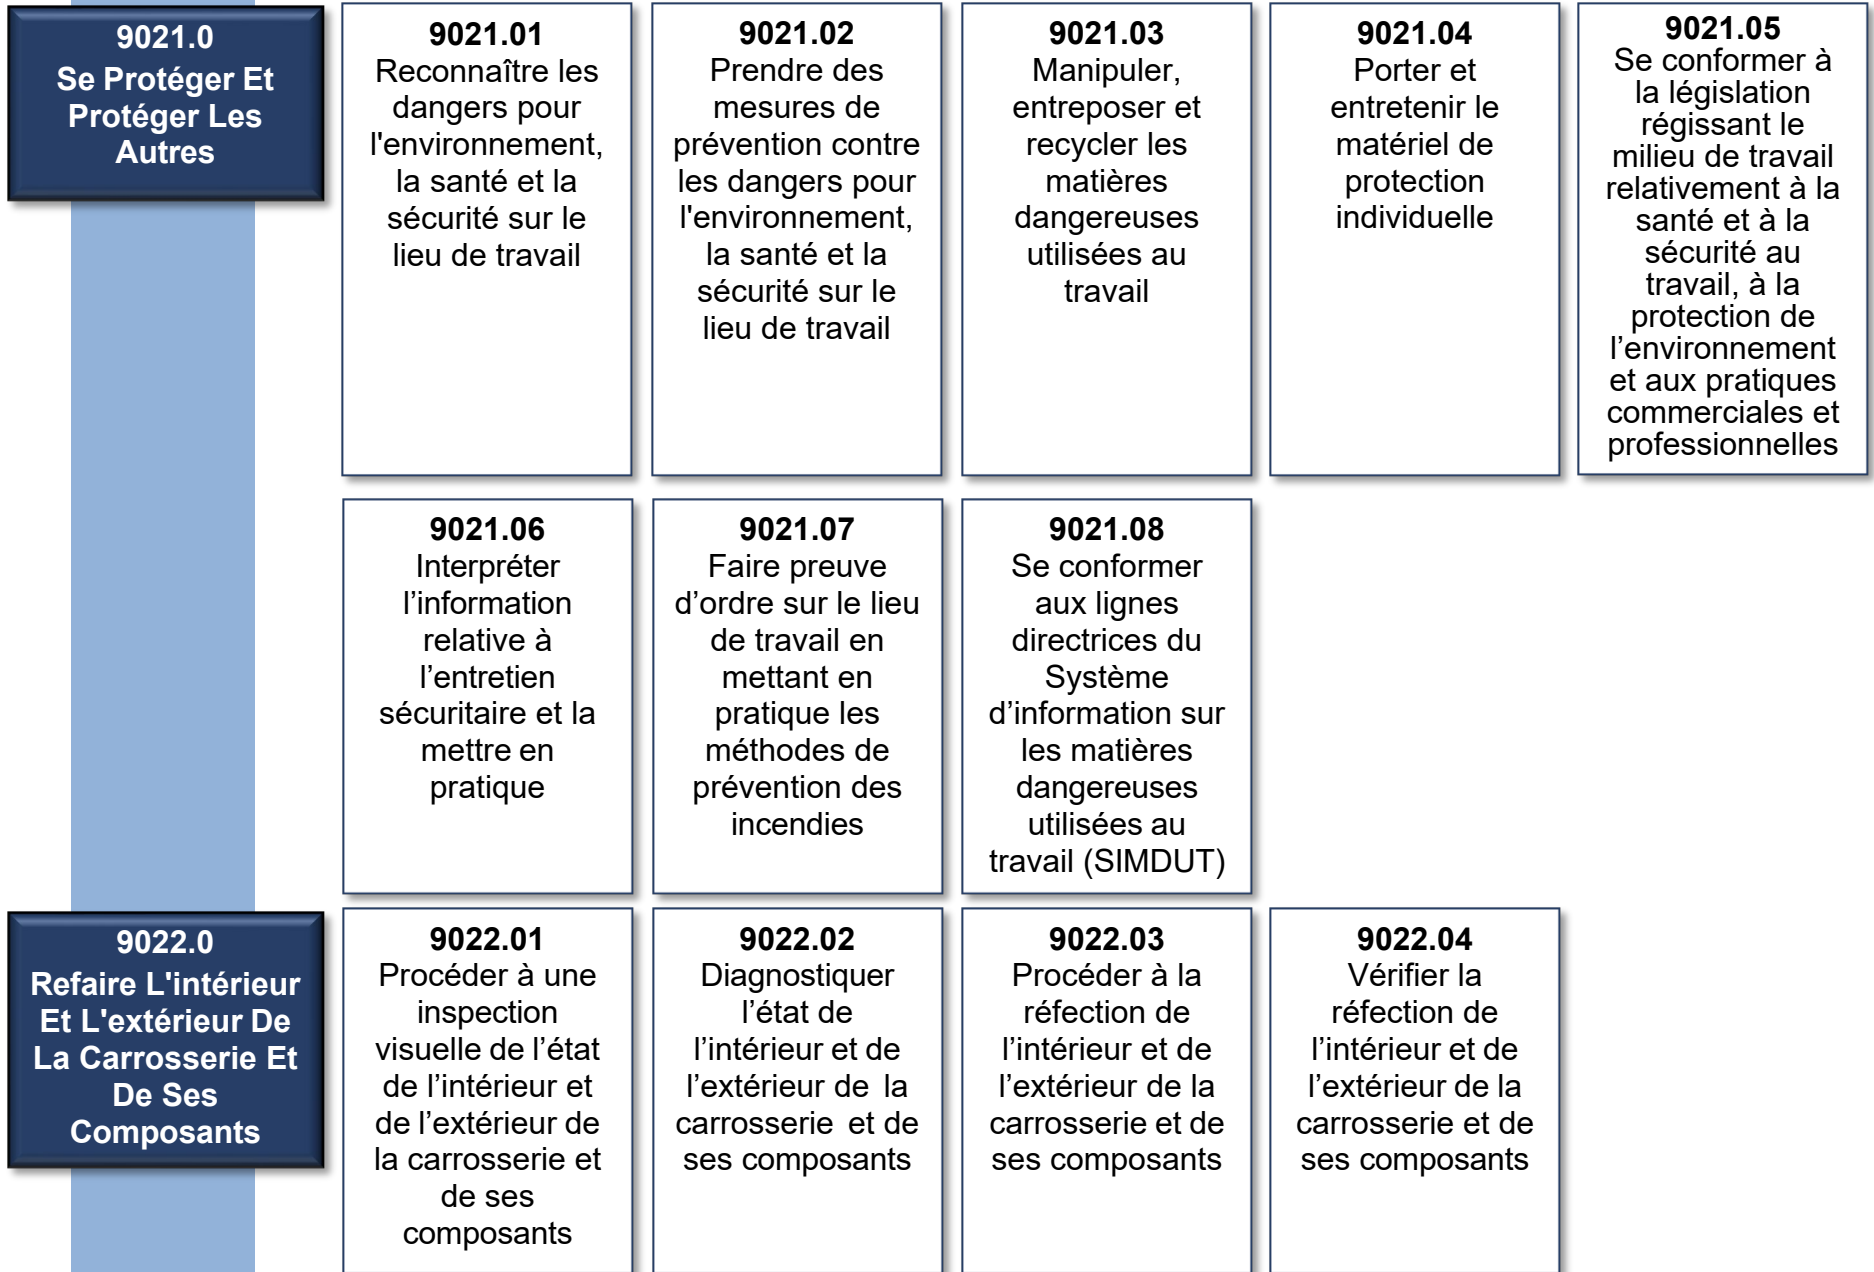 9021.0
Se Protéger Et
Protéger Les
Autres
9021.01
Reconnaître les
dangers pour
l'environnement,
la santé et la
sécurité sur le
lieu de travail
9021.02
Prendre des
mesures de
prévention contre
les dangers pour
l'environnement,
la santé et la
sécurité sur le
lieu de travail
9021.03
Manipuler,
entreposer et
recycler les
matières
dangereuses
utilisées au
travail
9021.04
Porter et
entretenir le
matériel de
protection
individuelle
9021.05
Se conformer à
la législation
régissant le
milieu de travail
relativement à la
santé et à la
sécurité au
travail, à la
protection de
l’environnement
et aux pratiques
commerciales et
professionnelles
9021.06
Interpréter
l’information
relative à
l’entretien
sécuritaire et la
mettre en
pratique
9021.07
Faire preuve
d’ordre sur le lieu
de travail en
mettant en
pratique les
méthodes de
prévention des
incendies
9021.08
Se conformer
aux lignes
directrices du
Système
d’information sur
les matières
dangereuses
utilisées au
travail (SIMDUT)
9022.0
Refaire L'intérieur
Et L'extérieur De
La Carrosserie Et
De Ses
Composants
9022.01
Procéder à une
inspection
visuelle de l’état
de l’intérieur et
de l’extérieur de
la carrosserie et
de ses
composants
9022.02
Diagnostiquer
l’état de
l’intérieur et de
l’extérieur de la
carrosserie et de
ses composants
9022.03
Procéder à la
réfection de
l’intérieur et de
l’extérieur de la
carrosserie et de
ses composants
9022.04
Vérifier la
réfection de
l’intérieur et de
l’extérieur de la
carrosserie et de
ses composants